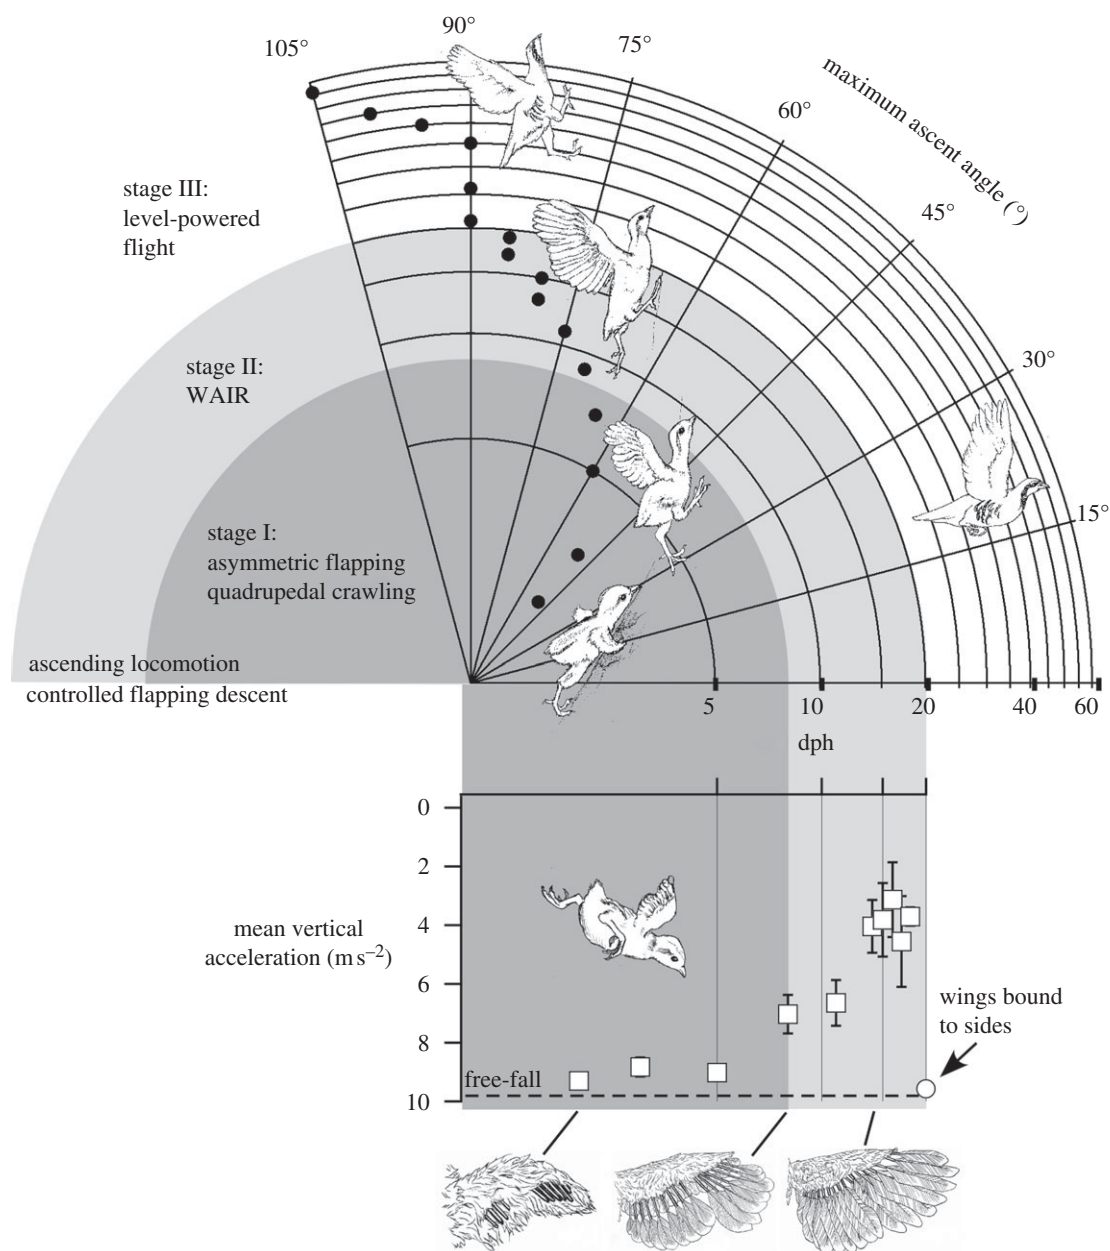 105°
90°
75°
60°
45°
30°
15°
maximum ascent angle (°)
stage III:
level-powered
flight
stage II:
WAIR
stage I:
asymmetric flapping
quadrupedal crawling
ascending locomotion
controlled flapping descent
5
10
20
40
60
dph
0
2
4
6
8
10
mean vertical
acceleration (m s⁻²)
free-fall
wings bound
to sides